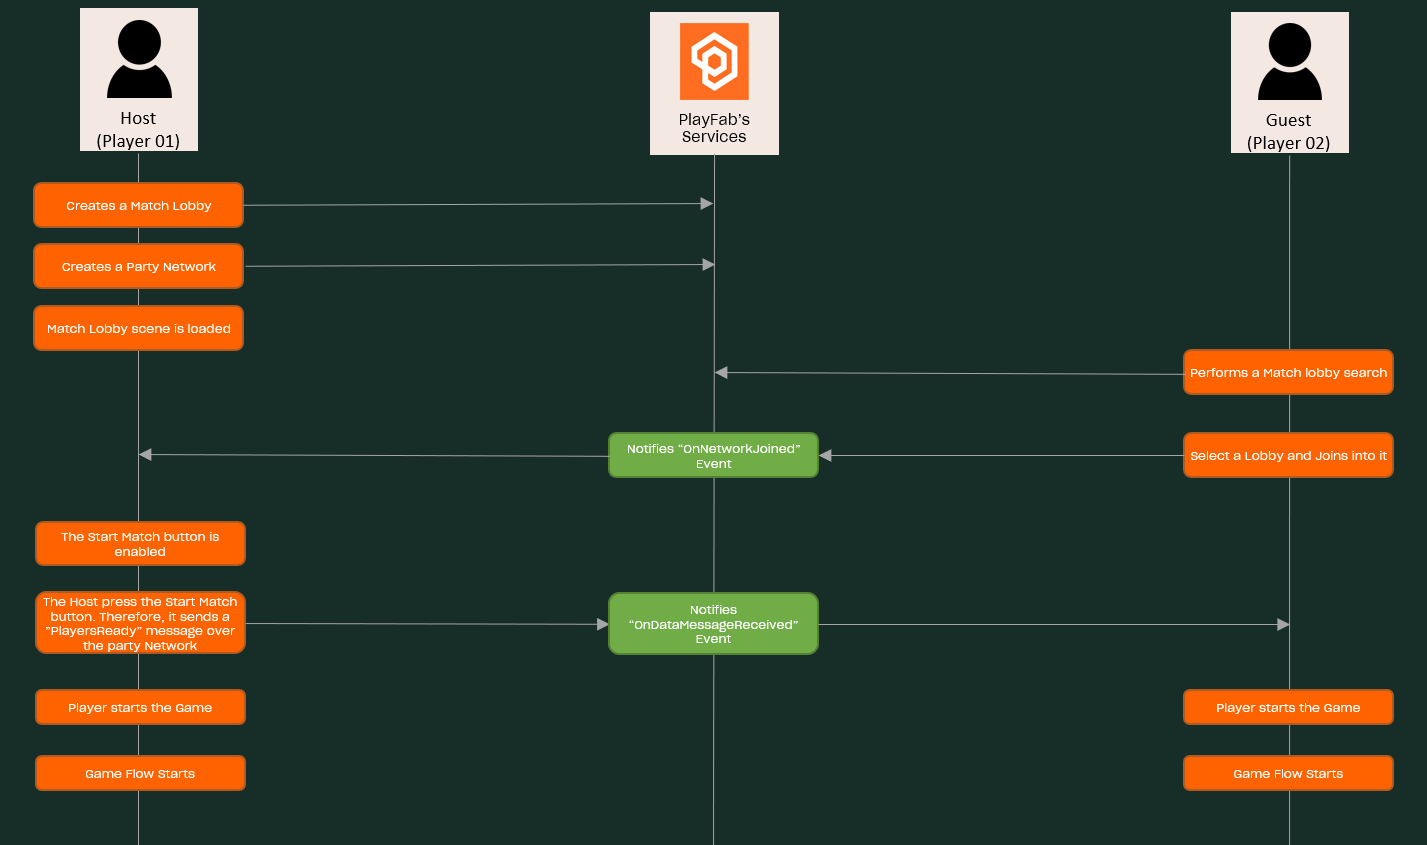 Host
(Player 01)
PlayFab's
Services
Guest
(Player 02)
Creates a Match Lobby
Creates a Party Network
Match Lobby scene is loaded
Performs a Match lobby search
Notifies “OnNetworkJoined”
Event
Select a Lobby and Joins into it
The Start Match button is
enabled
The Host press the Start Match
button. Therefore, it sends a
"PlayersReady" message over
the party Network
Notifies
“OnDataMessageReceived”
Event
Player starts the Game
Player starts the Game
Game Flow Starts
Game Flow Starts